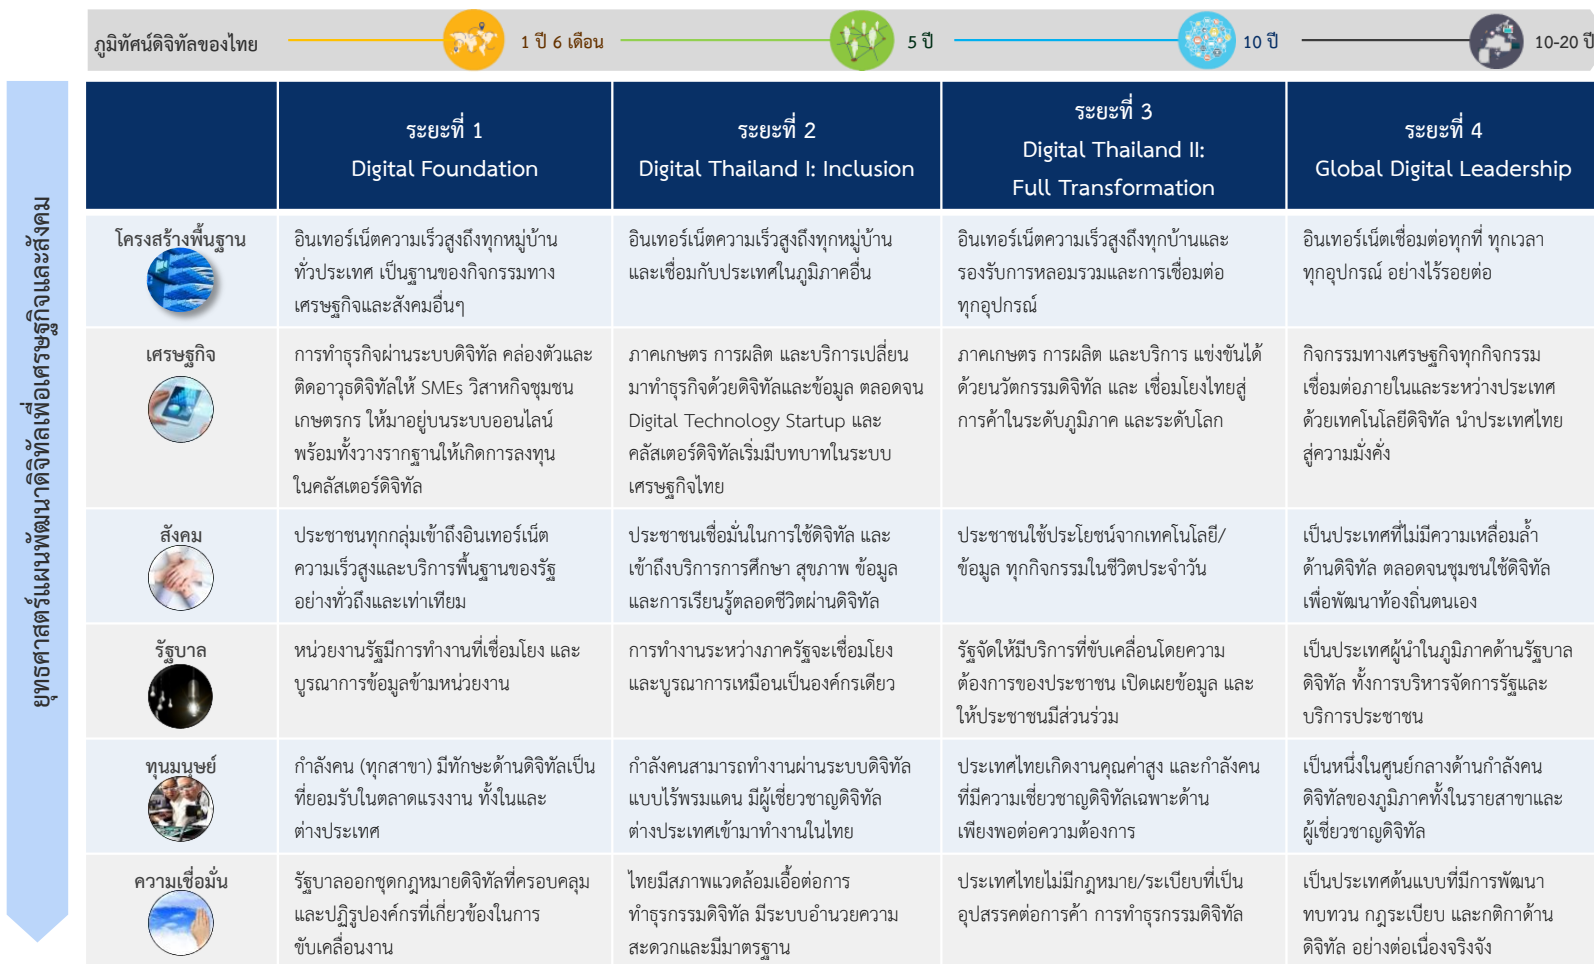 ภูมิทัศน์ดิจิทัลของไทย
1 ปี 6 เดือน
5 ปี
10 ปี
10-20 ปี
ยุทธศาสตร์แผนพัฒนาดิจิทัลเพื่อเศรษฐกิจและสังคม
ระยะที่ 1
Digital Foundation
ระยะที่ 2
Digital Thailand I: Inclusion
ระยะที่ 3
Digital Thailand II:
Full Transformation
ระยะที่ 4
Global Digital Leadership
โครงสร้างพื้นฐาน
อินเทอร์เน็ตความเร็วสูงถึงทุกหมู่บ้าน
ทั่วประเทศ เป็นฐานของกิจกรรมทาง
เศรษฐกิจและสังคมอื่นๆ
อินเทอร์เน็ตความเร็วสูงถึงทุกหมู่บ้าน
และเชื่อมกับประเทศในภูมิภาคอื่น
อินเทอร์เน็ตความเร็วสูงถึงทุกบ้านและ
รองรับการหลอมรวมและการเชื่อมต่อ
ทุกอุปกรณ์
อินเทอร์เน็ตเชื่อมต่อทุกที่ ทุกเวลา
ทุกอุปกรณ์ อย่างไร้รอยต่อ
เศรษฐกิจ
การทำธุรกิจผ่านระบบดิจิทัล คล่องตัวและ
ติดอาวุธดิจิทัลให้ SMEs วิสาหกิจชุมชน
เกษตรกร ให้มาอยู่บนระบบออนไลน์
พร้อมทั้งวางรากฐานให้เกิดการลงทุน
ในคลัสเตอร์ดิจิทัล
ภาคเกษตร การผลิต และบริการเปลี่ยน
มาทำธุรกิจด้วยดิจิทัลและข้อมูล ตลอดจน
Digital Technology Startup และ
คลัสเตอร์ดิจิทัลเริ่มมีบทบาทในระบบ
เศรษฐกิจไทย
ภาคเกษตร การผลิต และบริการ แข่งขันได้
ด้วยนวัตกรรมดิจิทัล และ เชื่อมโยงไทยสู่
การค้าในระดับภูมิภาค และระดับโลก
กิจกรรมทางเศรษฐกิจทุกกิจกรรม
เชื่อมต่อภายในและระหว่างประเทศ
ด้วยเทคโนโลยีดิจิทัล นำประเทศไทย
สู่ความมั่งคั่ง
สังคม
ประชาชนทุกกลุ่มเข้าถึงอินเทอร์เน็ต
ความเร็วสูงและบริการพื้นฐานของรัฐ
อย่างทั่วถึงและเท่าเทียม
ประชาชนเชื่อมั่นในการใช้ดิจิทัล และ
เข้าถึงบริการการศึกษา สุขภาพ ข้อมูล
และการเรียนรู้ตลอดชีวิตผ่านดิจิทัล
ประชาชนใช้ประโยชน์จากเทคโนโลยี/
ข้อมูล ทุกกิจกรรมในชีวิตประจำวัน
เป็นประเทศที่ไม่มีความเหลื่อมล้ำ
ด้านดิจิทัล ตลอดจนชุมชนใช้ดิจิทัล
เพื่อพัฒนาท้องถิ่นตนเอง
รัฐบาล
หน่วยงานรัฐมีการทำงานที่เชื่อมโยง และ
บูรณาการข้อมูลข้ามหน่วยงาน
การทำงานระหว่างภาครัฐจะเชื่อมโยง
และบูรณาการเหมือนเป็นองค์กรเดียว
รัฐจัดให้มีบริการที่ขับเคลื่อนโดยความ
ต้องการของประชาชน เปิดเผยข้อมูล และ
ให้ประชาชนมีส่วนร่วม
เป็นประเทศผู้นำในภูมิภาคด้านรัฐบาล
ดิจิทัล ทั้งการบริหารจัดการรัฐและ
บริการประชาชน
ทุนมนุษย์
กำลังคน (ทุกสาขา) มีทักษะด้านดิจิทัลเป็น
ที่ยอมรับในตลาดแรงงาน ทั้งในและ
ต่างประเทศ
กำลังคนสามารถทำงานผ่านระบบดิจิทัล
แบบไร้พรมแดน มีผู้เชี่ยวชาญดิจิทัล
ต่างประเทศเข้ามาทำงานในไทย
ประเทศไทยเกิดงานคุณค่าสูง และกำลังคน
ที่มีความเชี่ยวชาญดิจิทัลเฉพาะด้าน
เพียงพอต่อความต้องการ
เป็นหนึ่งในศูนย์กลางด้านกำลังคน
ดิจิทัลของภูมิภาคทั้งในรายสาขาและ
ผู้เชี่ยวชาญดิจิทัล
ความเชื่อมั่น
รัฐบาลออกชุดกฎหมายดิจิทัลที่ครอบคลุม
และปฏิรูปองค์กรที่เกี่ยวข้องในการ
ขับเคลื่อนงาน
ไทยมีสภาพแวดล้อมเอื้อต่อการ
ทำธุรกรรมดิจิทัล มีระบบอำนวยความ
สะดวกและมีมาตรฐาน
ประเทศไทยไม่มีกฎหมาย/ระเบียบที่เป็น
อุปสรรคต่อการค้า การทำธุรกรรมดิจิทัล
เป็นประเทศต้นแบบที่มีการพัฒนา
ทบทวน กฎระเบียบ และกติกาด้าน
ดิจิทัล อย่างต่อเนื่องจริงจัง